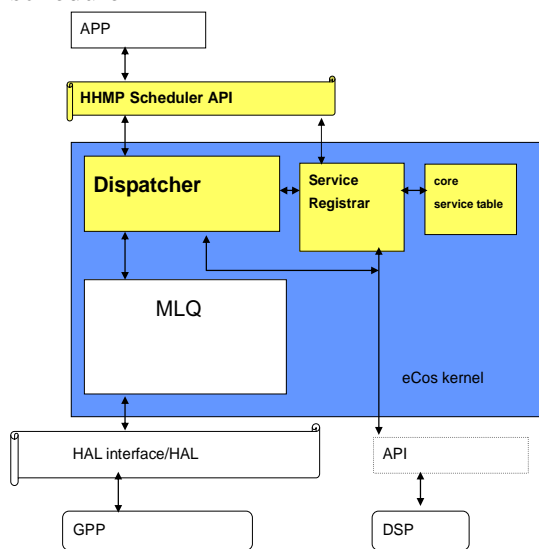 APP
HHMP Scheduler API
Dispatcher
Service
Registrar
core
service table
MLQ
eCos kernel
HAL interface/HAL
API
GPP
DSP